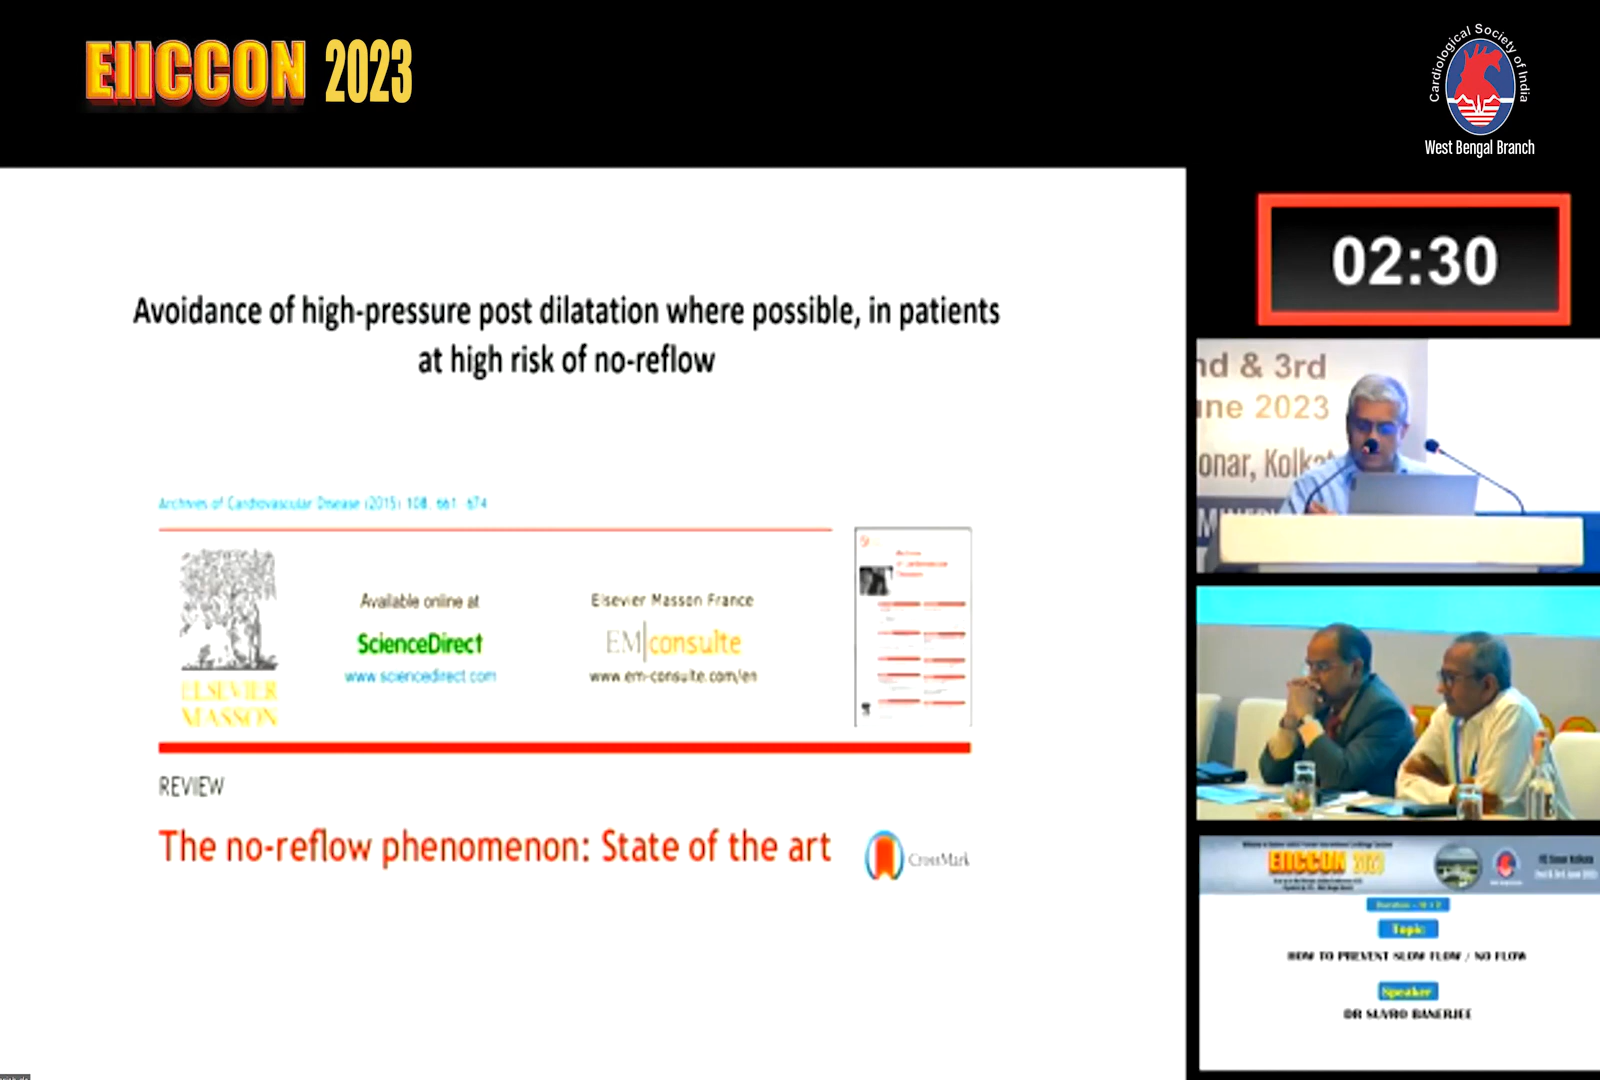 EIICCON 2023
Cardiological Society of India
West Bengal Branch
02:30
Avoidance of high-pressure post dilatation where possible, in patients
at high risk of no-reflow
Archives of Cardiovascular Disease (2015) 108, 661 674
Available online at
ScienceDirect
www.sciencedirect.com
Elsevier Masson France
EM|consulte
www.em-consulte.com/en
ELSEVIER
MASSON
REVIEW
The no-reflow phenomenon: State of the art
CrossMark
nd & 3rd
une 2023
onar, Kolkat
EIICCON 2023
Topic
HOW TO PREVENT SLOW FLOW / NO FLOW
Speaker
DR SUVRO BANERJEE